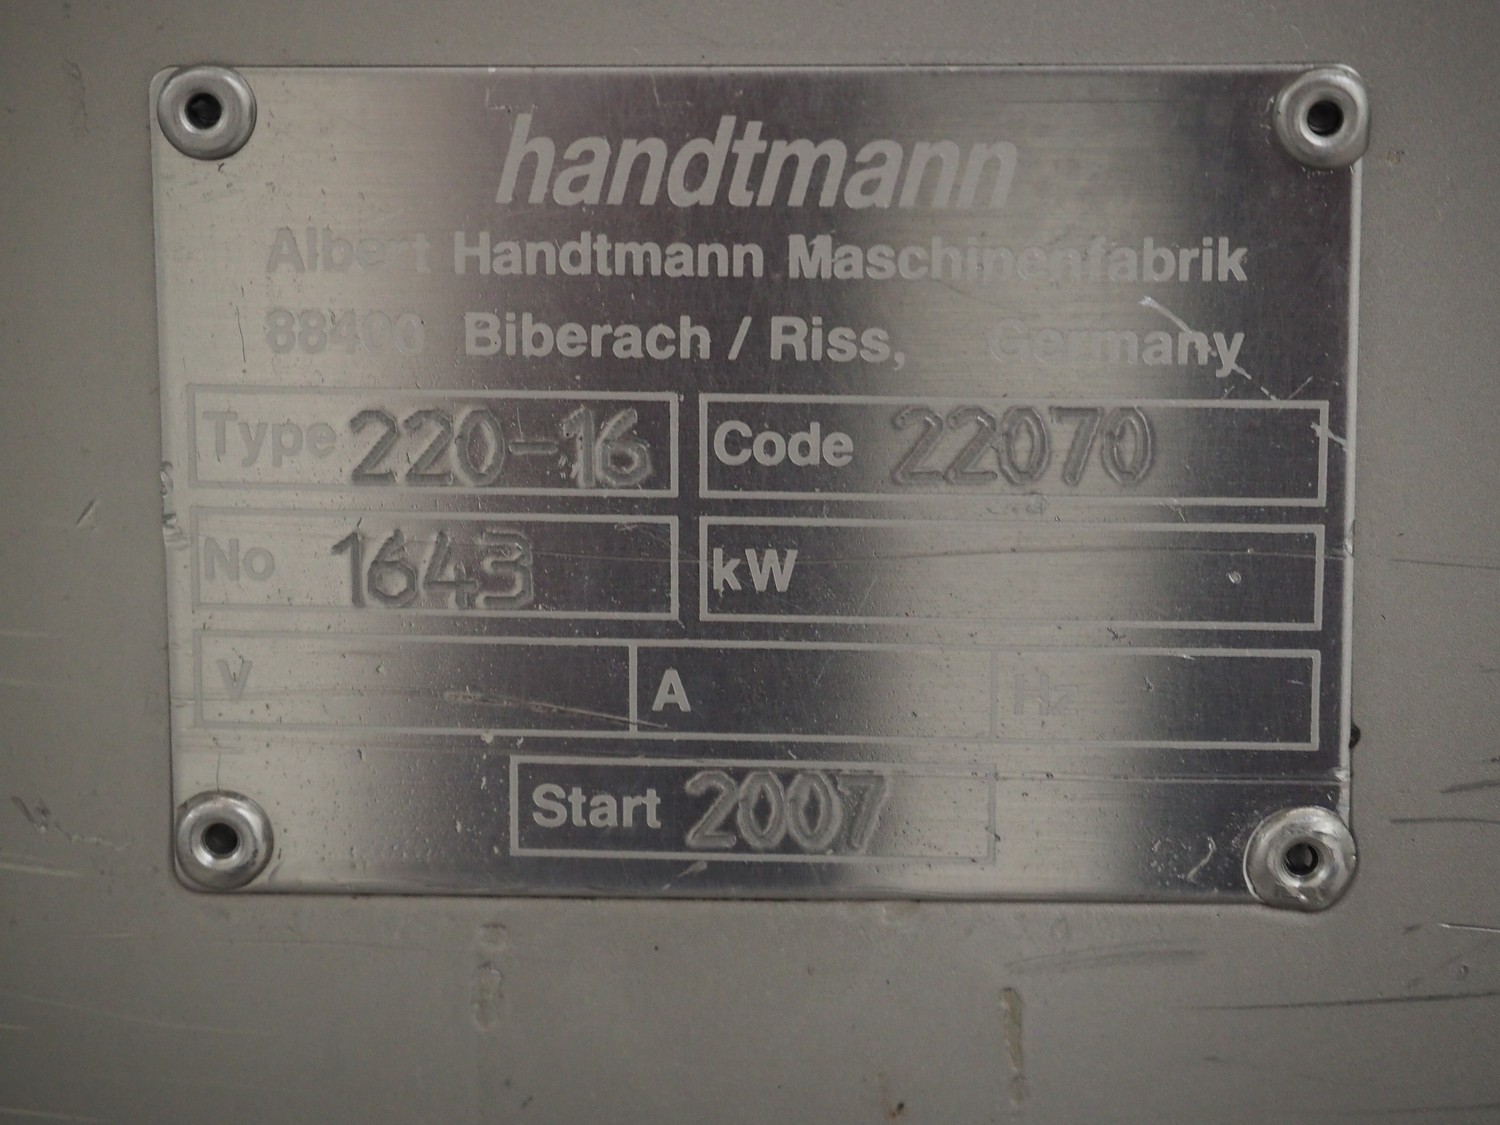 handtmann
Albert Handtmann Maschinenfabrik
88400 Biberach / Riss, Germany
Type 220-16 Code 22070
No 1643 kW
V A Hz
Start 2007